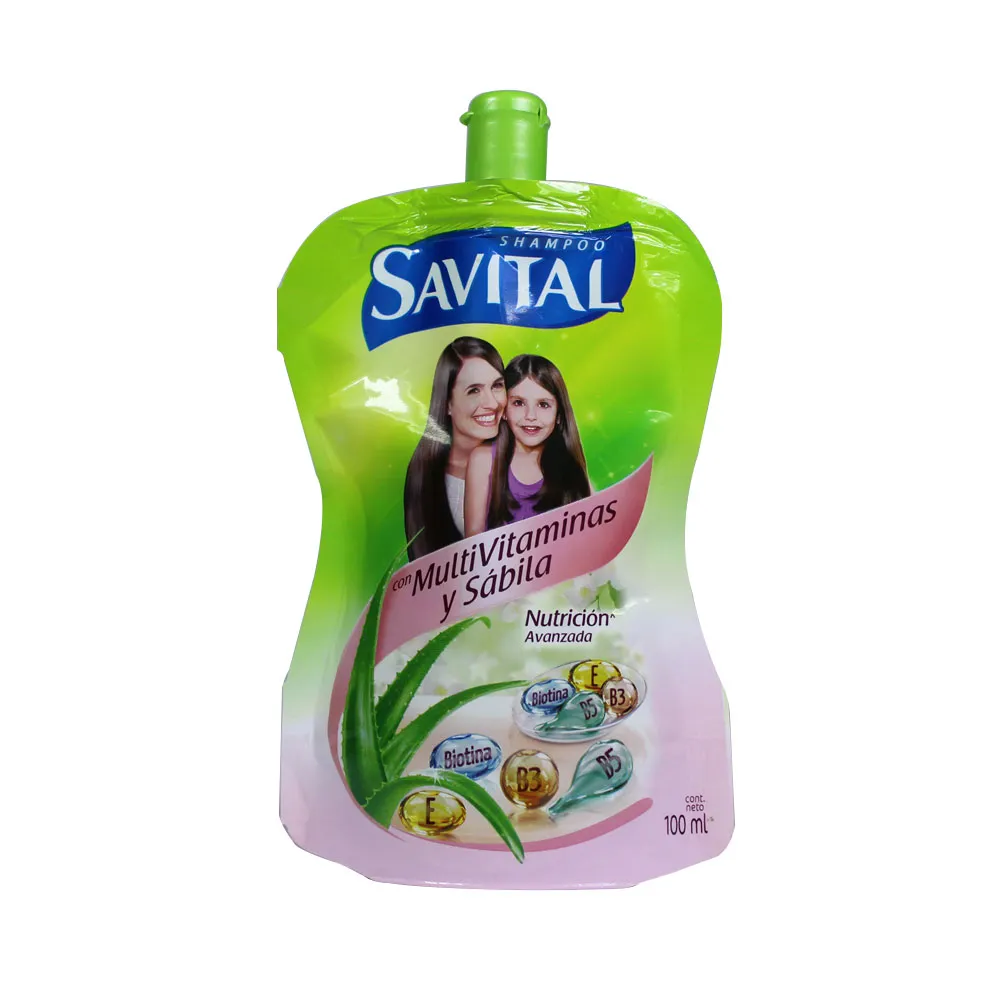 SHAMPOO
SAVITAL
con MultiVitaminas
y Sábila
Nutrición^
Avanzada
E
Biotina
B5
B3
Biotina
B3
B5
E
cont.
neto
100 ml